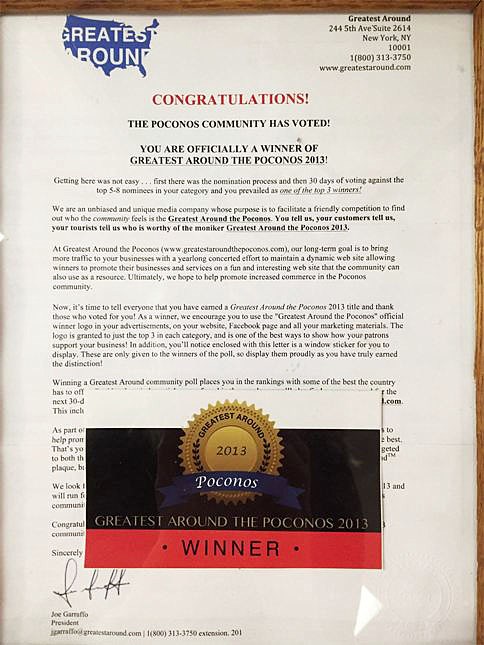 GREATEST
AROUND
Greatest Around
244 5th Ave Suite 2614
New York, NY
10001
1(800) 313-3750
www.greatestaround.com
CONGRATULATIONS!
THE POCONOS COMMUNITY HAS VOTED!
YOU ARE OFFICIALLY A WINNER OF
GREATEST AROUND THE POCONOS 2013!
Getting here was not easy . . . first there was the nomination process and then 30 days of voting against the
top 5-8 nominees in your category and you prevailed as one of the top 3 winners!
We are an unbiased and unique media company whose purpose is to facilitate a friendly competition to find
out who the community feels is the Greatest Around the Poconos. You tell us, your customers tell us,
your tourists tell us who is worthy of the moniker Greatest Around the Poconos 2013.
At Greatest Around the Poconos (www.greatestaroundthepoconos.com), our long-term goal is to bring
more traffic to your businesses with a yearlong concerted effort to maintain a dynamic web site allowing
winners to promote their businesses and services on a fun and interesting web site that the community can
also use as a resource. Ultimately, we hope to help promote increased commerce in the Poconos
community.
Now, it's time to tell everyone that you have earned a Greatest Around the Poconos 2013 title and thank
those who voted for you! As a winner, we encourage you to use the "Greatest Around the Poconos" official
winner logo in your advertisements, on your website, Facebook page and all your marketing materials. The
logo is granted to just the top 3 in each category, and is one of the best ways to show how your patrons
support your business! In addition, you'll notice enclosed with this letter is a window sticker for you to
display. These are only given to the winners of the poll, so display them proudly as you have truly earned
the distinction!
Winning a Greatest Around community poll places you in the rankings with some of the best the country
has to off
next 30-d
This incl
As part o
help pron
That's yo
to both th
plaque, b
We look f
will run f
communi
Congratul
communi
Sincerely
GREATEST AROUND
2013
Poconos
GREATEST AROUND THE POCONOS 2013
• WINNER •
Joe Garraffo
President
jgarraffo@greatestaround.com | 1(800) 313-3750 extension. 201